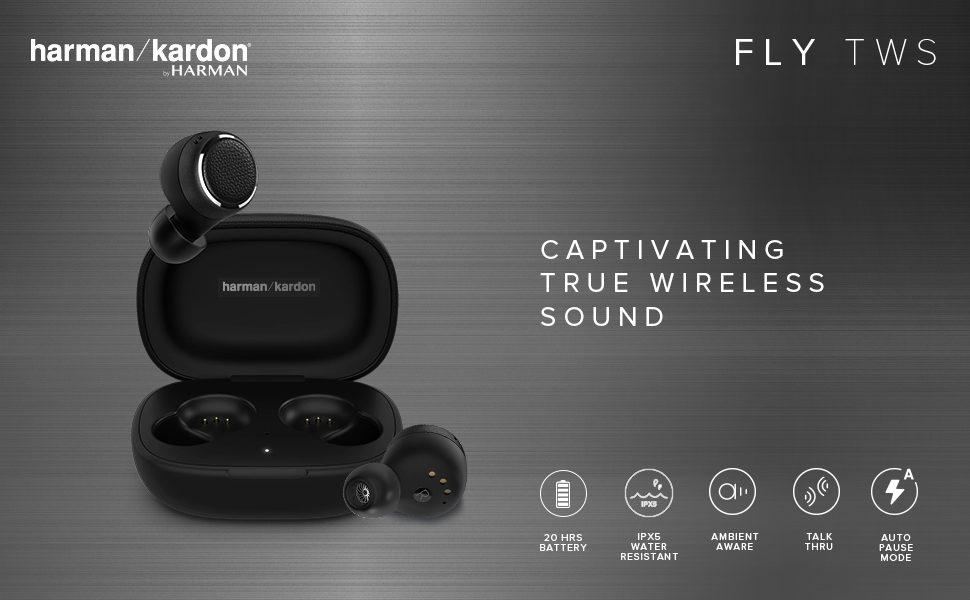 harman/kardon®
by HARMAN
FLY TWS
harman/kardon
CAPTIVATING
TRUE WIRELESS
SOUND
IPX5
A
20 HRS
BATTERY
IPX5
WATER
RESISTANT
AMBIENT
AWARE
TALK
THRU
AUTO
PAUSE
MODE